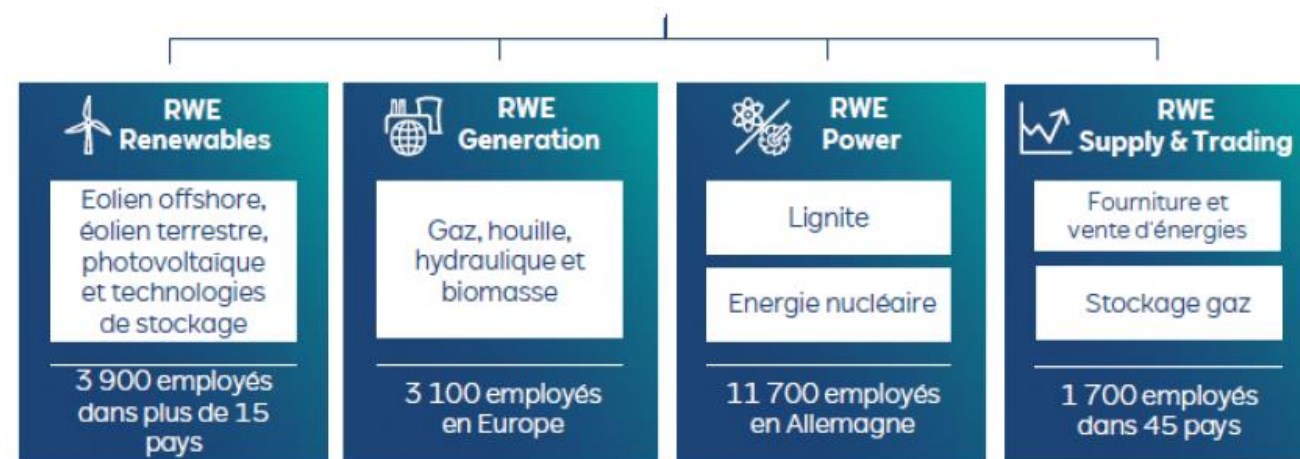 RWE
Renewables
Eolien offshore,
éolien terrestre,
photovoltaïque
et technologies
de stockage
3 900 employés
dans plus de 15
pays
RWE
Generation
Gaz, houille,
hydraulique et
biomasse
3 100 employés
en Europe
RWE
Power
Lignite
Energie nucléaire
11 700 employés
en Allemagne
RWE
Supply & Trading
Fourniture et
vente d'énergies
Stockage gaz
1 700 employés
dans 45 pays